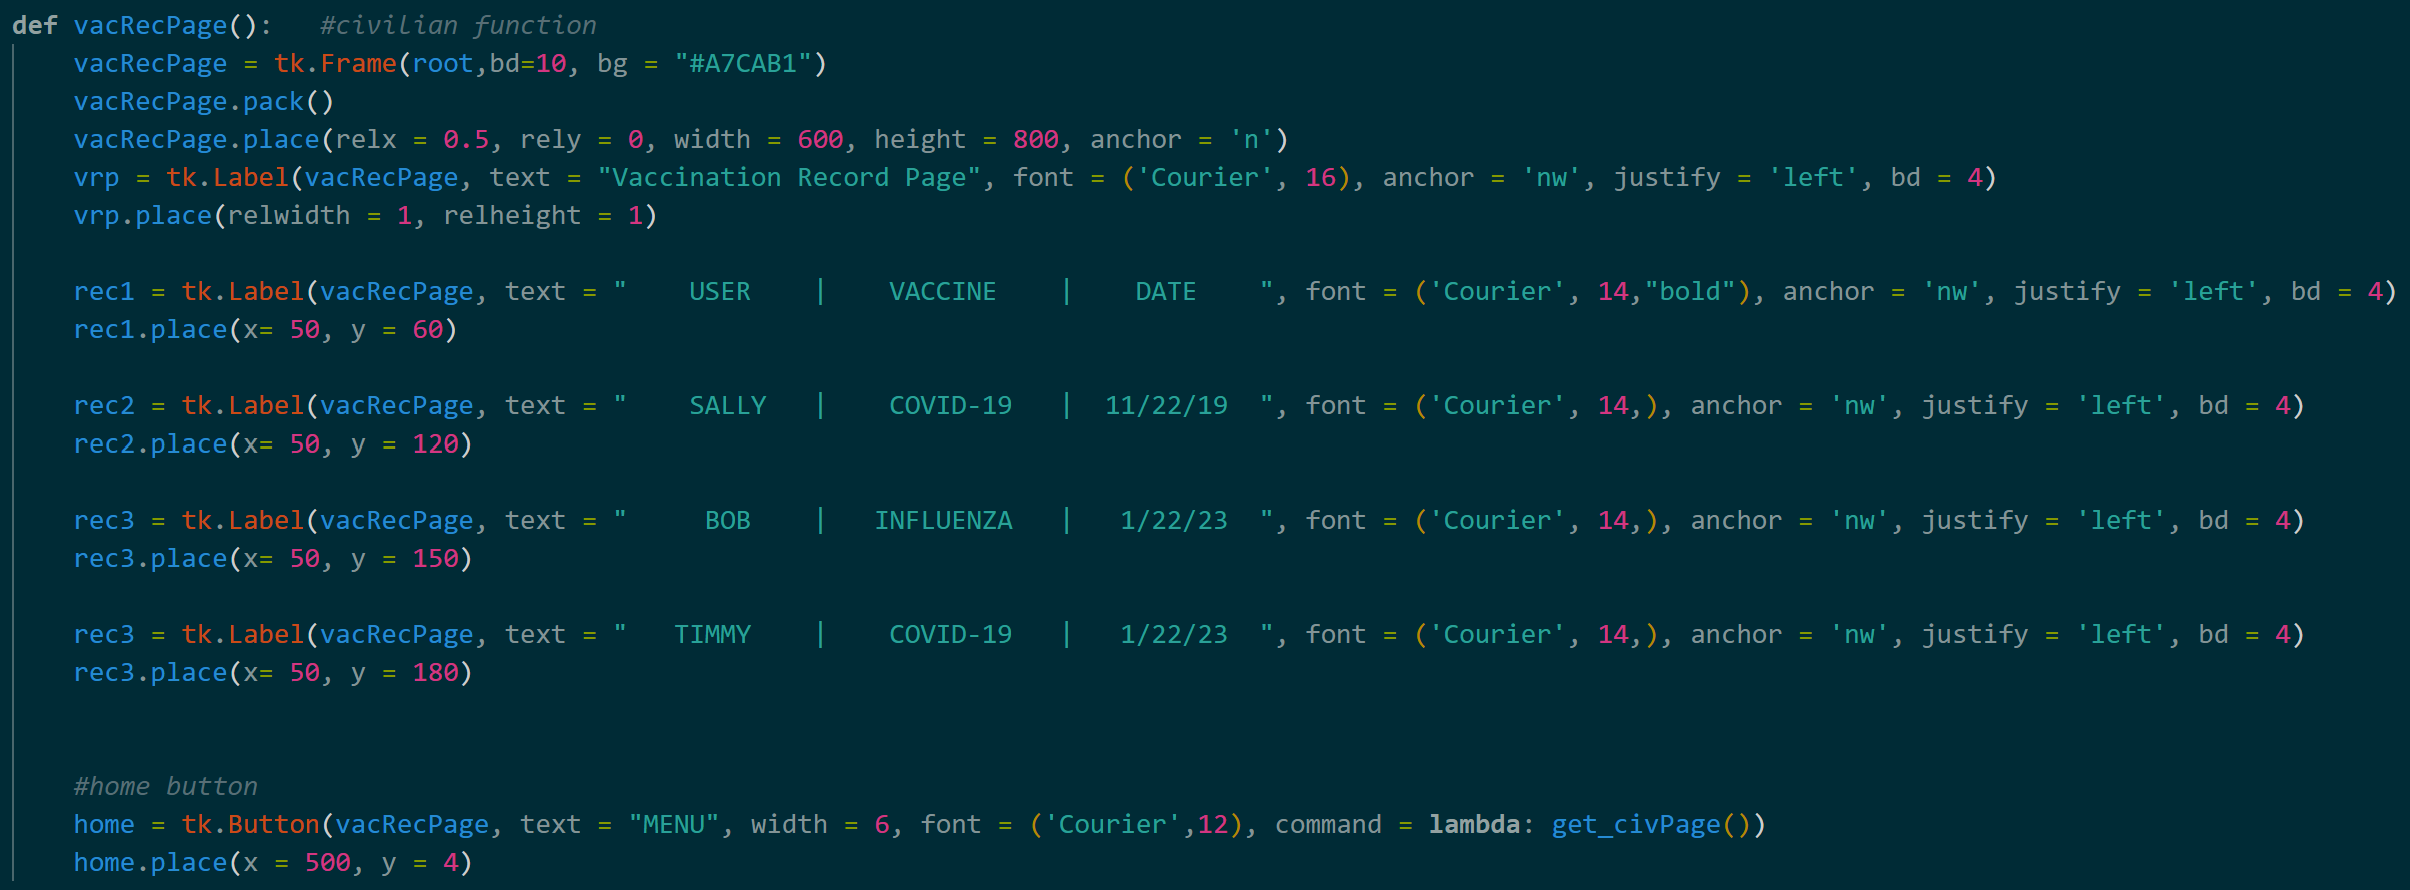 def vacRecPage():   #civilian function
    vacRecPage = tk.Frame(root,bd=10, bg = "#A7CAB1")
    vacRecPage.pack()
    vacRecPage.place(relx = 0.5, rely = 0, width = 600, height = 800, anchor = 'n')
    vrp = tk.Label(vacRecPage, text = "Vaccination Record Page", font = ('Courier', 16), anchor = 'nw', justify = 'left', bd = 4)
    vrp.place(relwidth = 1, relheight = 1)

    rec1 = tk.Label(vacRecPage, text = "    USER    |    VACCINE    |    DATE    ", font = ('Courier', 14,"bold"), anchor = 'nw', justify = 'left', bd = 4)
    rec1.place(x= 50, y = 60)

    rec2 = tk.Label(vacRecPage, text = "    SALLY   |    COVID-19   |  11/22/19  ", font = ('Courier', 14,), anchor = 'nw', justify = 'left', bd = 4)
    rec2.place(x= 50, y = 120)

    rec3 = tk.Label(vacRecPage, text = "     BOB    |   INFLUENZA   |   1/22/23  ", font = ('Courier', 14,), anchor = 'nw', justify = 'left', bd = 4)
    rec3.place(x= 50, y = 150)

    rec3 = tk.Label(vacRecPage, text = "   TIMMY    |    COVID-19   |   1/22/23  ", font = ('Courier', 14,), anchor = 'nw', justify = 'left', bd = 4)
    rec3.place(x= 50, y = 180)


    #home button
    home = tk.Button(vacRecPage, text = "MENU", width = 6, font = ('Courier',12), command = lambda: get_civPage())
    home.place(x = 500, y = 4)